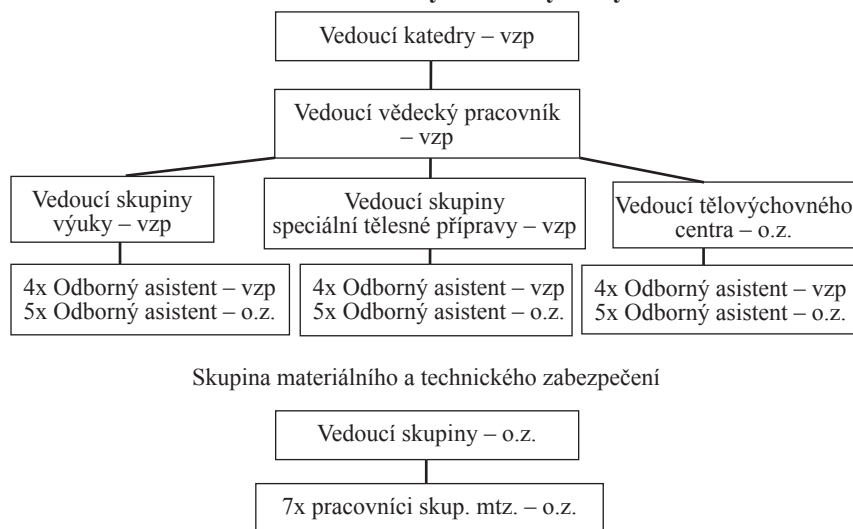 Vedoucí katedry – vzp
Vedoucí vědecký pracovník
– vzp
Vedoucí skupiny
výuky – vzp
Vedoucí skupiny
speciální tělesné přípravy – vzp
Vedoucí tělovýchovného
centra – o.z.
4x Odborný asistent – vzp
5x Odborný asistent – o.z.
4x Odborný asistent – vzp
5x Odborný asistent – o.z.
4x Odborný asistent – vzp
5x Odborný asistent – o.z.
Skupina materiálního a technického zabezpečení
Vedoucí skupiny – o.z.
7x pracovníci skup. mtz. – o.z.